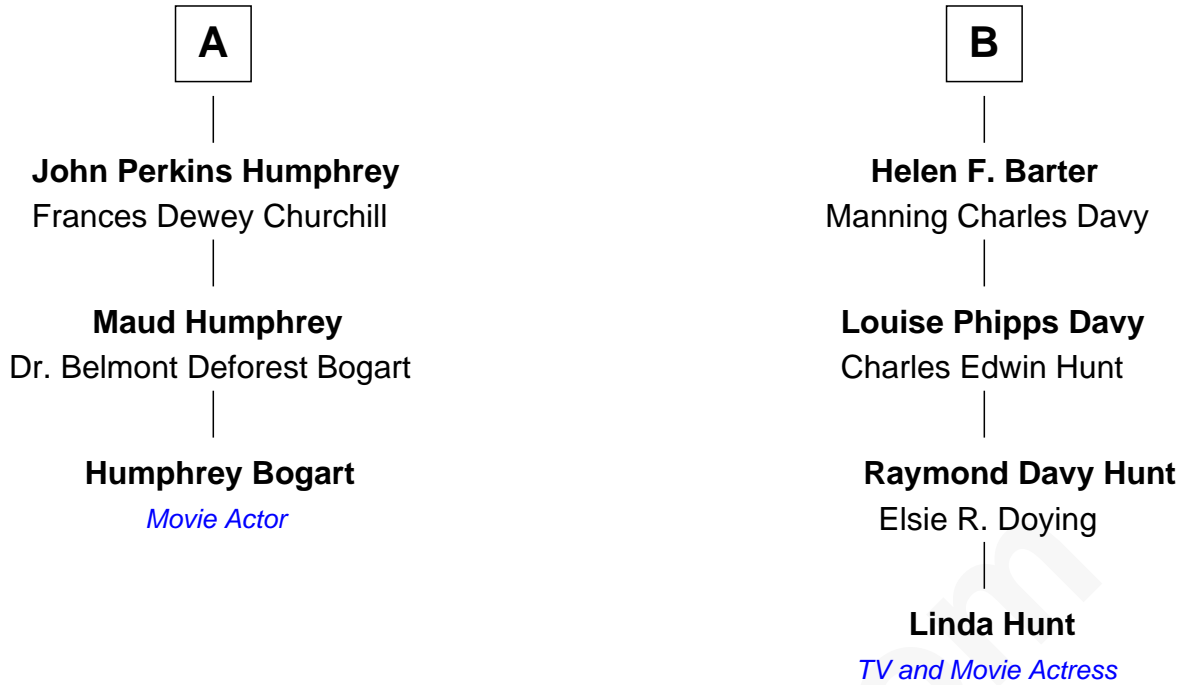 A
John Perkins Humphrey
Frances Dewey Churchill
Maud Humphrey
Dr. Belmont Deforest Bogart
Humphrey Bogart
Movie Actor
B
Helen F. Barter
Manning Charles Davy
Louise Phipps Davy
Charles Edwin Hunt
Raymond Davy Hunt
Elsie R. Doying
Linda Hunt
TV and Movie Actress